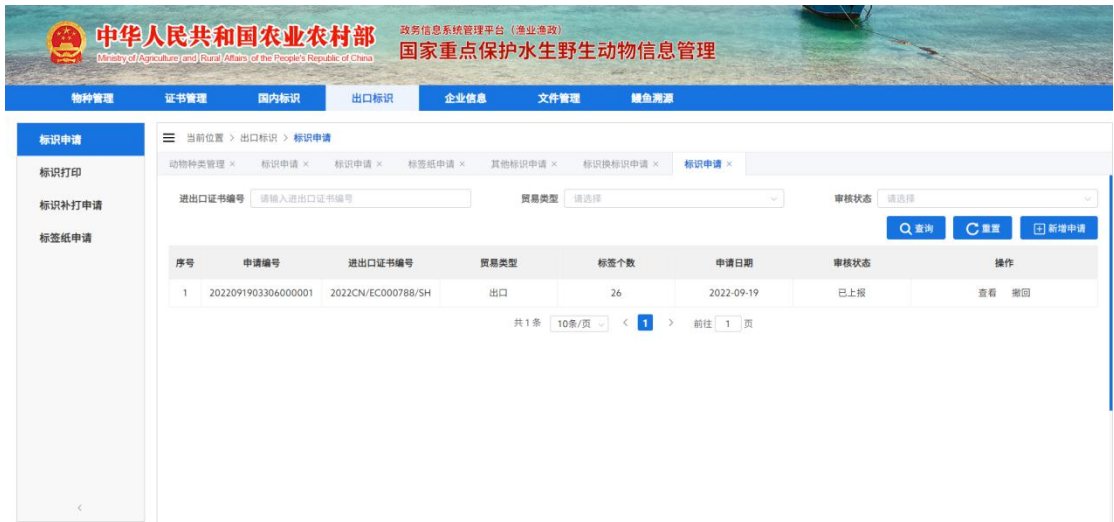 中华人民共和国农业农村部
Ministry of Agriculture and Rural Affairs of the People's Republic of China
政务信息系统管理平台（渔业渔政）
国家重点保护水生野生动物信息管理
物种管理 证书管理 国内标识 出口标识 企业信息 文件管理 鳗鱼溯源
标识申请
标识打印
标识补打申请
标签纸申请
当前位置 > 出口标识 > 标识申请
动物种类管理 × 标识申请 × 标识申请 × 标签纸申请 × 其他标识申请 × 标识换标识申请 × 标识申请 ×
进出口证书编号 请输入进出口证书编号 贸易类型 请选择 审核状态 请选择
查询 重置 新增申请
序号 申请编号 进出口证书编号 贸易类型 标签个数 申请日期 审核状态 操作
1 2022091903306000001 2022CN/EC000788/SH 出口 26 2022-09-19 已上报 查看 撤回
共 1 条 10条/页 < 1 > 前往 1 页